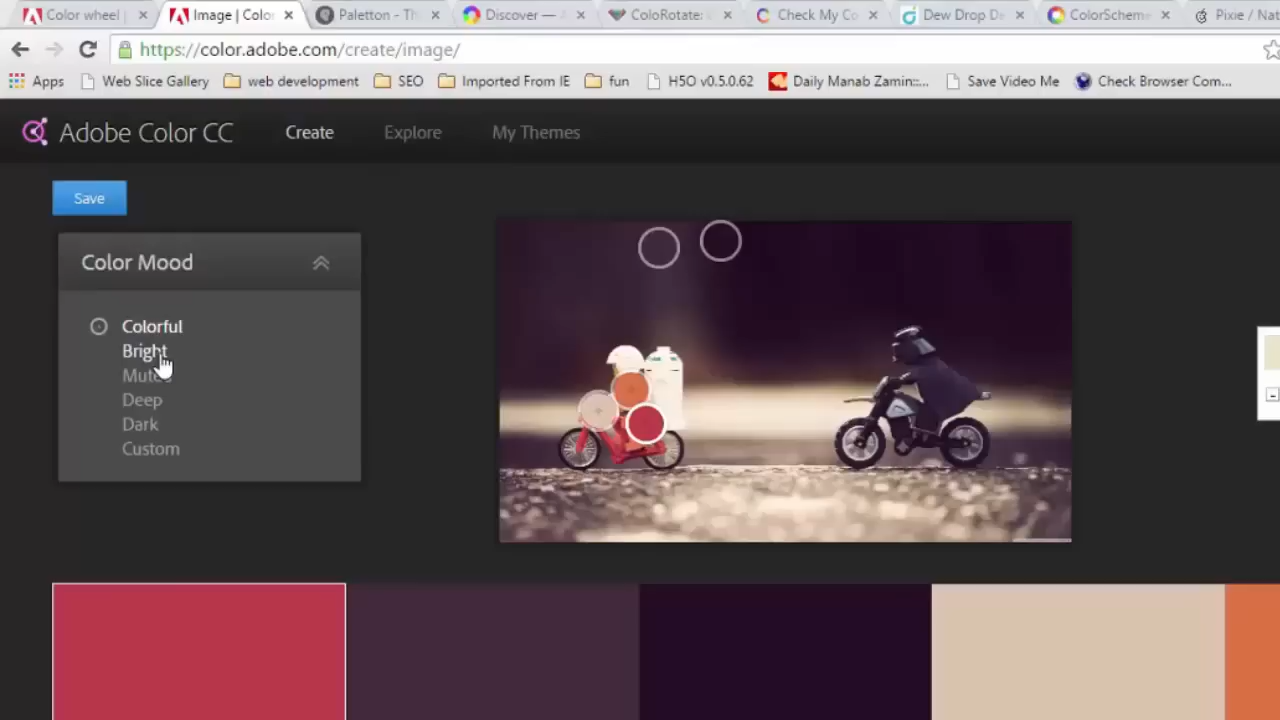 Color wheel | Image | Color Paletton - Th Discover — ColoRotate: Check My Co Dew Drop D ColorScheme Pixie / Nat
https://color.adobe.com/create/image/
Apps Web Slice Gallery web development SEO Imported From IE fun H5O v0.5.0.62 Daily Manab Zamin::... Save Video Me Check Browser Com...
Adobe Color CC Create Explore My Themes
Save
Color Mood
Colorful
Bright
Muted
Deep
Dark
Custom